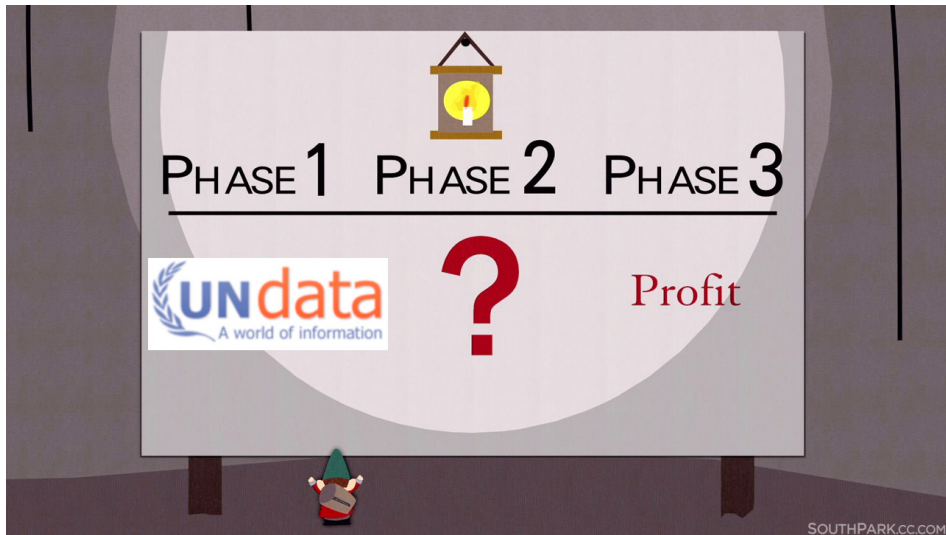 PHASE 1 PHASE 2 PHASE 3
UNdata
A world of information
?
Profit
SOUTHPARK.CC.COM